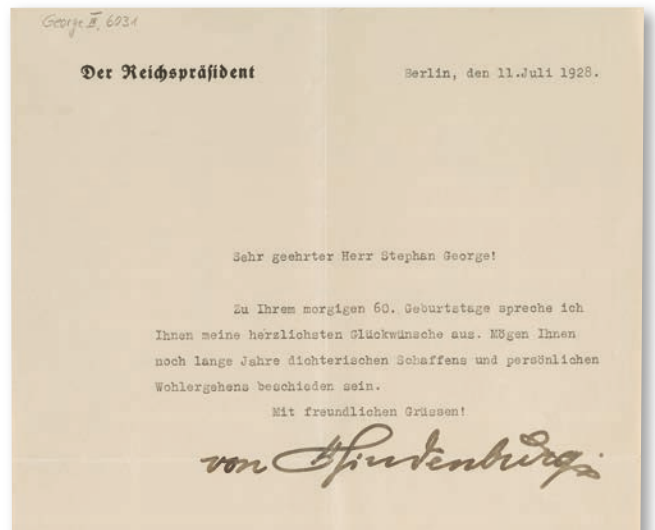 George III, 6031
Der Reichspräsident
Berlin, den 11.Juli 1928.
Sehr geehrter Herr Stephan George!
Zu Ihrem morgigen 60. Geburtstage spreche ich
Ihnen meine herzlichsten Glückwünsche aus. Mögen Ihnen
noch lange Jahre dichterischen Schaffens und persönlichen
Wohlergehens beschieden sein.
Mit freundlichen Grüssen!
von Hindenburg.